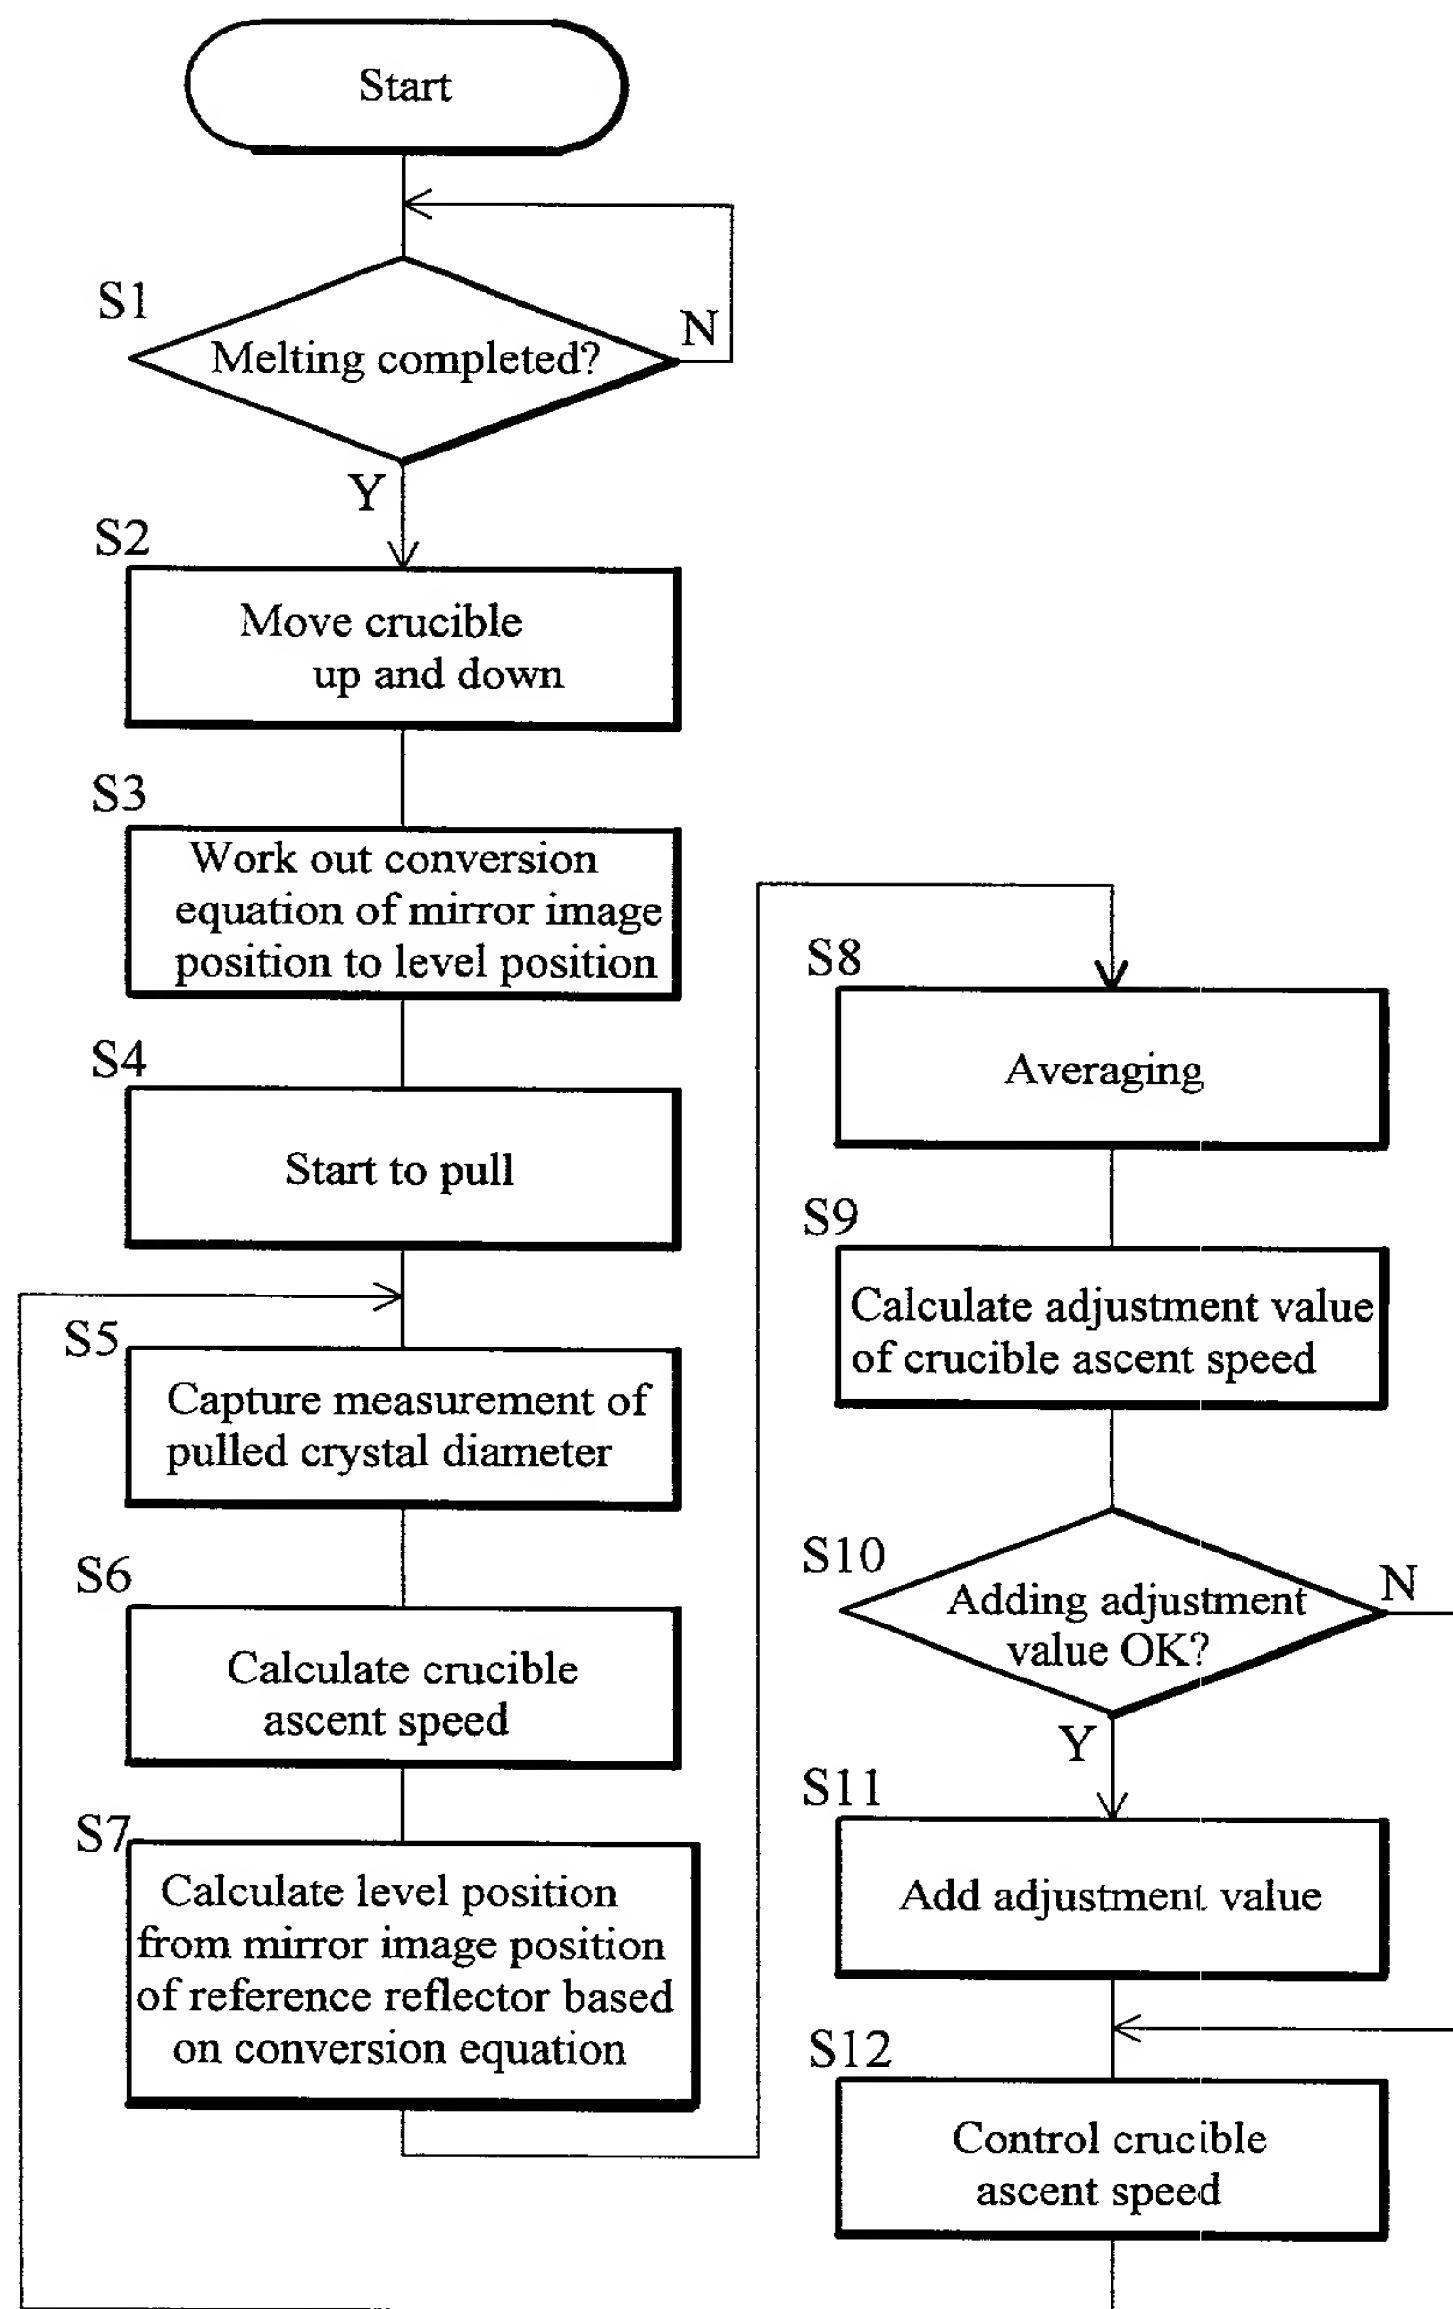 Start
S1
Melting completed?
N
Y
S2
Move crucible
up and down
S3
Work out conversion
equation of mirror image
position to level position
S4
Start to pull
S5
Capture measurement of
pulled crystal diameter
S6
Calculate crucible
ascent speed
S7
Calculate level position
from mirror image position
of reference reflector based
on conversion equation
S8
Averaging
S9
Calculate adjustment value
of crucible ascent speed
S10
Adding adjustment
value OK?
N
Y
S11
Add adjustment value
S12
Control crucible
ascent speed